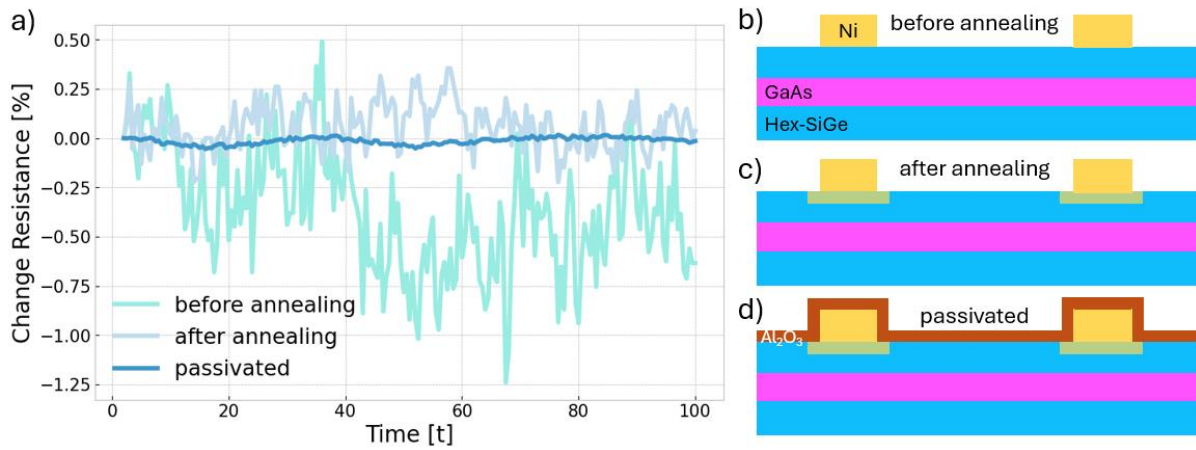 a)
0.50
0.25
0.00
-0.25
-0.50
-0.75
-1.00
-1.25
Change Resistance [%]
before annealing
after annealing
passivated
0
20
40
60
80
100
Time [t]
b)
Ni
before annealing
GaAs
Hex-SiGe
c)
after annealing
d)
passivated
Al₂O₃